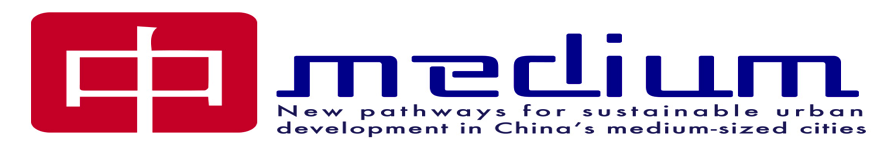 中
medium
New pathways for sustainable urban
development in China's medium-sized cities